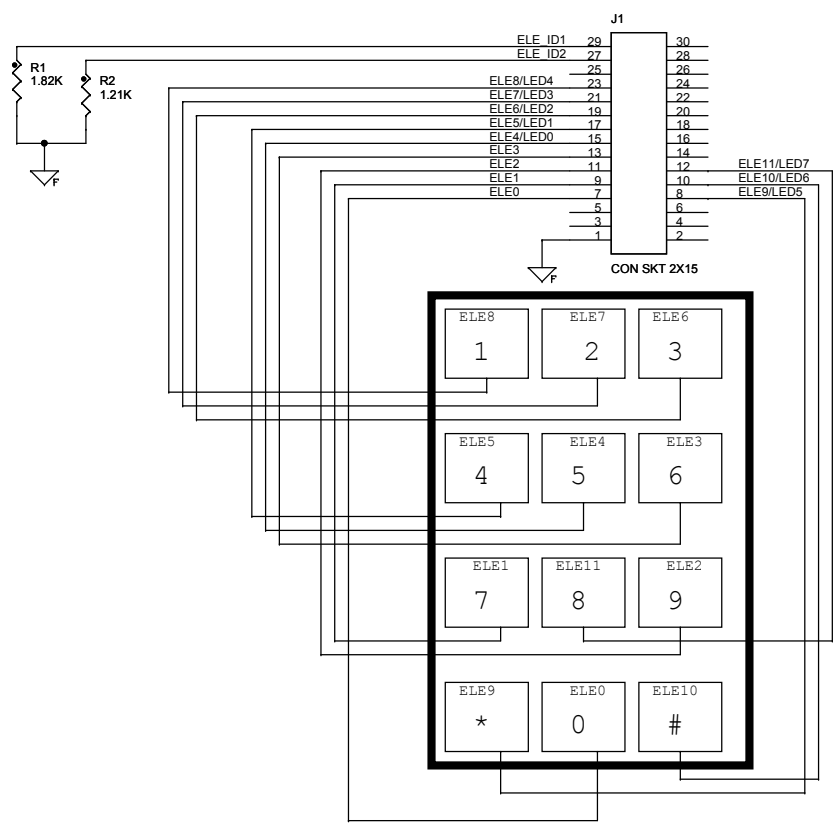 J1
ELE_ID1 29 30
ELE_ID2 27 28
25 26
R1
1.82K
R2
1.21K
ELE8/LED4 23 24
ELE7/LED3 21 22
ELE6/LED2 19 20
ELE5/LED1 17 18
ELE4/LED0 15 16
ELE3 13 14
ELE2 11 12 ELE11/LED7
ELE1 9 10 ELE10/LED6
ELE0 7 8 ELE9/LED5
5 6
3 4
1 2
F
F
CON SKT 2X15
ELE8 ELE7 ELE6
1 2 3
ELE5 ELE4 ELE3
4 5 6
ELE1 ELE11 ELE2
7 8 9
ELE9 ELE0 ELE10
* 0 #